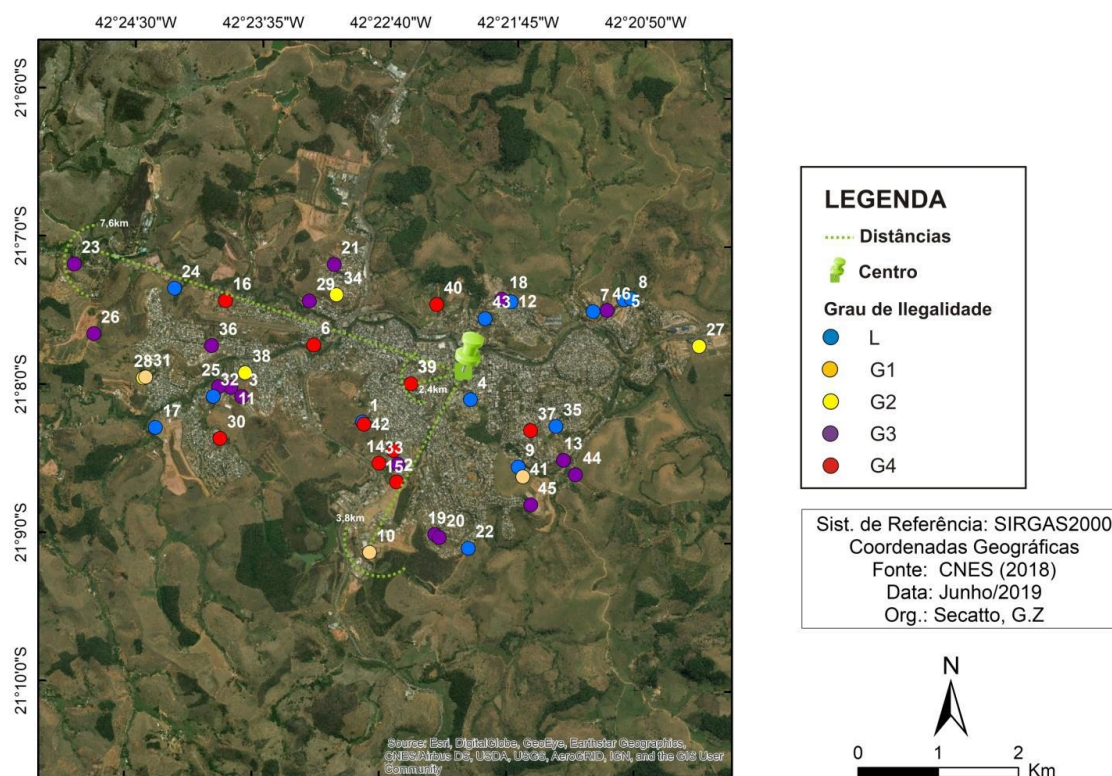 42°24'30"W 42°23'35"W 42°22'40"W 42°21'45"W 42°20'50"W
21°6'0"S
21°7'0"S
21°8'0"S
21°9'0"S
21°10'0"S
7,6km
23
24
16
21
34
29
40
18
43
12
8
7
46
5
27
26
36
6
39
2.4km
4
28
31
25
38
32
3
11
17
30
1
42
14
33
15
2
37
35
9
13
41
44
45
3,8km
10
19
20
22
Source: Esri, DigitalGlobe, GeoEye, Earthstar Geographics,
CNES/Airbus DS, USDA, USGS, AeroGRID, IGN, and the GIS User
Community
LEGENDA
Distâncias
Centro
Grau de Ilegalidade
L
G1
G2
G3
G4
Sist. de Referência: SIRGAS2000
Coordenadas Geográficas
Fonte: CNES (2018)
Data: Junho/2019
Org.: Secatto, G.Z
N
0 1 2
Km